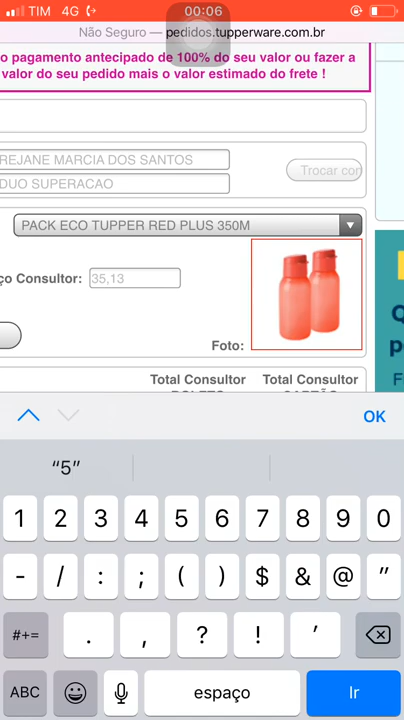 TIM 4G 00:06
Não Seguro — pedidos.tupperware.com.br
o pagamento antecipado de 100% do seu valor ou fazer a
valor do seu pedido mais o valor estimado do frete !
REJANE MARCIA DOS SANTOS
Trocar con
DUO SUPERACAO
PACK ECO TUPPER RED PLUS 350M
ço Consultor: 35,13
Foto:
Total Consultor Total Consultor
OK
“5”
1 2 3 4 5 6 7 8 9 0
- / : ; ( ) $ & @ "
#+= . , ? ! '
ABC espaço Ir